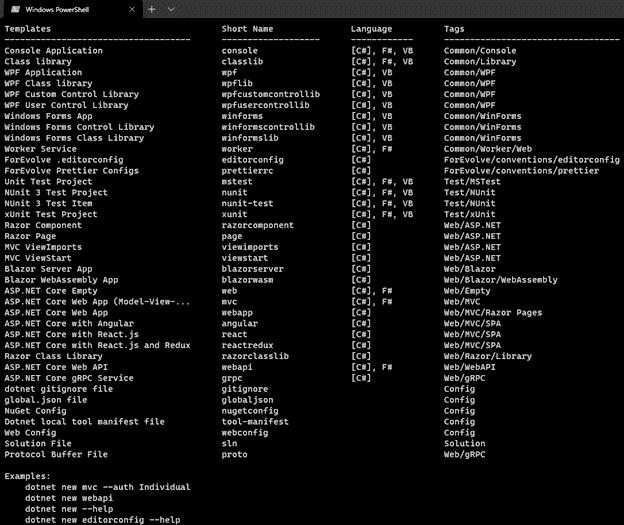 Windows PowerShell
Templates Short Name Language Tags
---------------------------------- -------------------- ------------ --------------------------------
Console Application console [C#], F#, VB Common/Console
Class library classlib [C#], F#, VB Common/Library
WPF Application wpf [C#], VB Common/WPF
WPF Class library wpflib [C#], VB Common/WPF
WPF Custom Control Library wpfcustomcontrollib [C#], VB Common/WPF
WPF User Control Library wpfusercontrollib [C#], VB Common/WPF
Windows Forms App winforms [C#], VB Common/WinForms
Windows Forms Control Library winformscontrollib [C#], VB Common/WinForms
Windows Forms Class Library winformslib [C#], VB Common/WinForms
Worker Service worker [C#], F# Common/Worker/Web
ForEvolve .editorconfig editorconfig [C#] ForEvolve/conventions/editorconfig
ForEvolve Prettier Configs prettierrc [C#] ForEvolve/conventions/prettier
Unit Test Project mstest [C#], F#, VB Test/MSTest
NUnit 3 Test Project nunit [C#], F#, VB Test/NUnit
NUnit 3 Test Item nunit-test [C#], F#, VB Test/NUnit
xUnit Test Project xunit [C#], F#, VB Test/xUnit
Razor Component razorcomponent [C#] Web/ASP.NET
Razor Page page [C#] Web/ASP.NET
MVC ViewImports viewimports [C#] Web/ASP.NET
MVC ViewStart viewstart [C#] Web/ASP.NET
Blazor Server App blazorserver [C#] Web/Blazor
Blazor WebAssembly App blazorwasm [C#] Web/Blazor/WebAssembly
ASP.NET Core Empty web [C#], F# Web/Empty
ASP.NET Core Web App (Model-View-... mvc [C#], F# Web/MVC
ASP.NET Core Web App webapp [C#] Web/MVC/Razor Pages
ASP.NET Core with Angular angular [C#] Web/MVC/SPA
ASP.NET Core with React.js react [C#] Web/MVC/SPA
ASP.NET Core with React.js and Redux reactredux [C#] Web/MVC/SPA
Razor Class Library razorclasslib [C#] Web/Razor/Library
ASP.NET Core Web API webapi [C#], F# Web/WebAPI
ASP.NET Core gRPC Service grpc [C#] Web/gRPC
dotnet gitignore file gitignore Config
global.json file globaljson Config
NuGet Config nugetconfig Config
Dotnet local tool manifest file tool-manifest Config
Web Config webconfig Config
Solution File sln Solution
Protocol Buffer File proto Web/gRPC
Examples:
dotnet new mvc --auth Individual
dotnet new webapi
dotnet new --help
dotnet new editorconfig --help